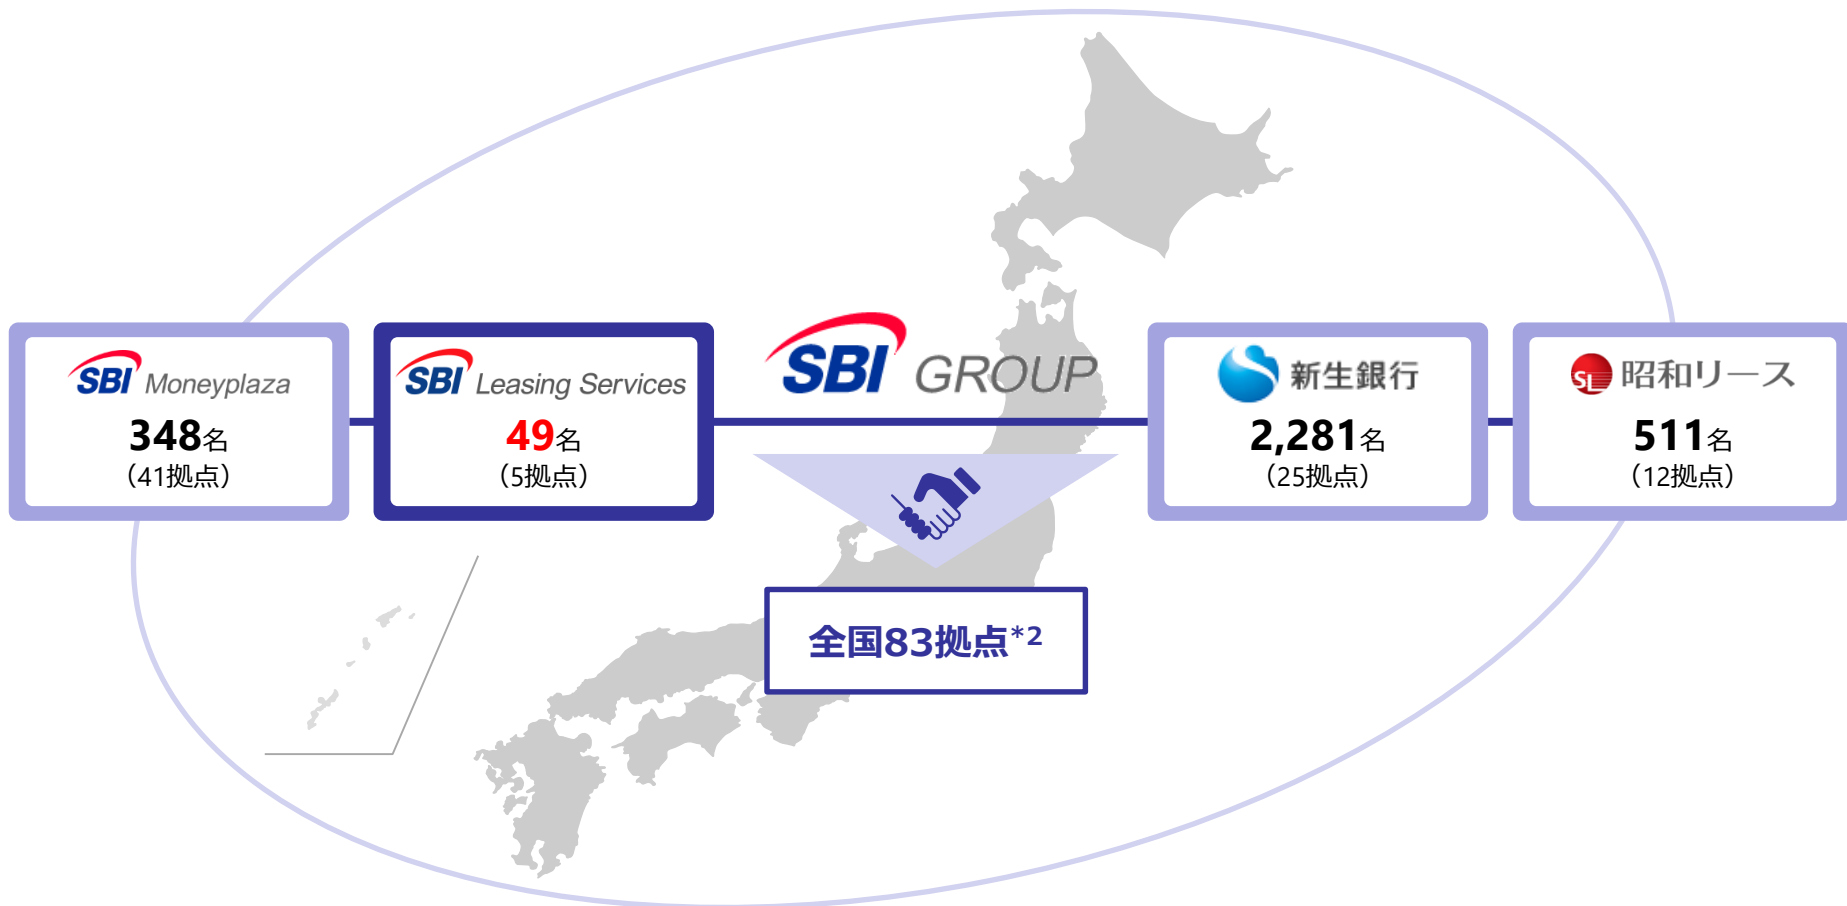 SBI Moneyplaza
348名
（41拠点）
SBI Leasing Services
49名
（5拠点）
SBI GROUP
新生銀行
2,281名
（25拠点）
SL 昭和リース
511名
（12拠点）
全国83拠点*2